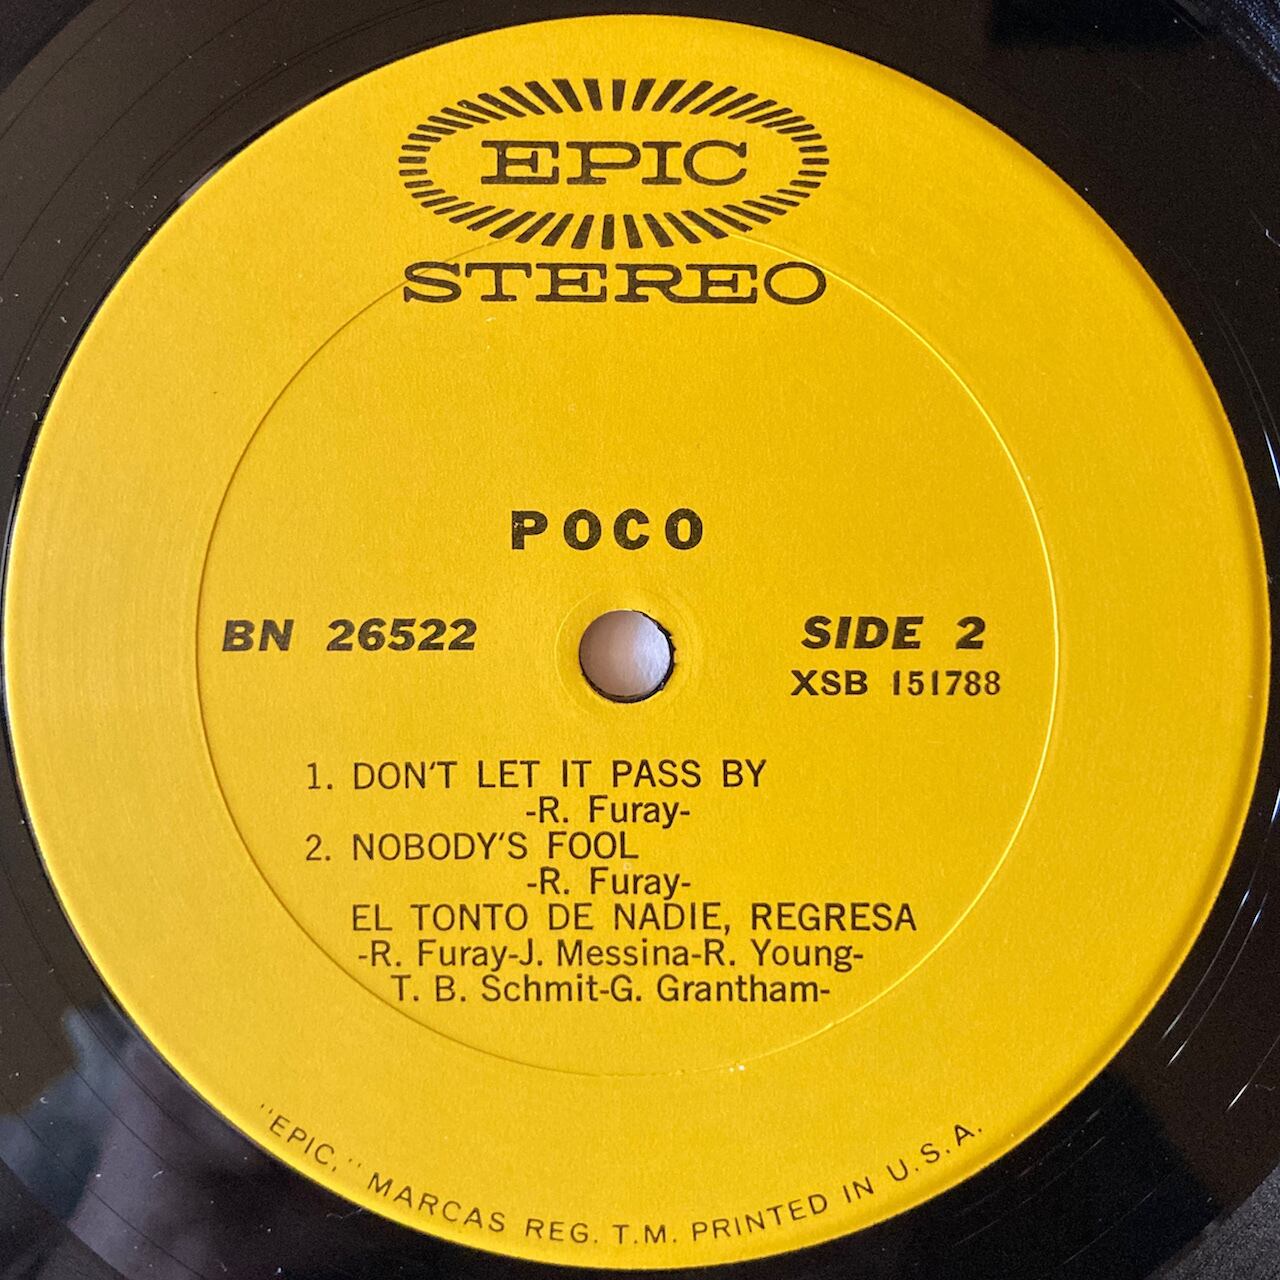 EPIC
STEREO
POCO
BN 26522
SIDE 2
XSB 151788
1. DON'T LET IT PASS BY
-R. Furay-
2. NOBODY'S FOOL
-R. Furay-
EL TONTO DE NADIE, REGRESA
-R. Furay-J. Messina-R. Young-
T. B. Schmit-G. Grantham-
"EPIC," MARCAS REG. T.M. PRINTED IN U.S.A.